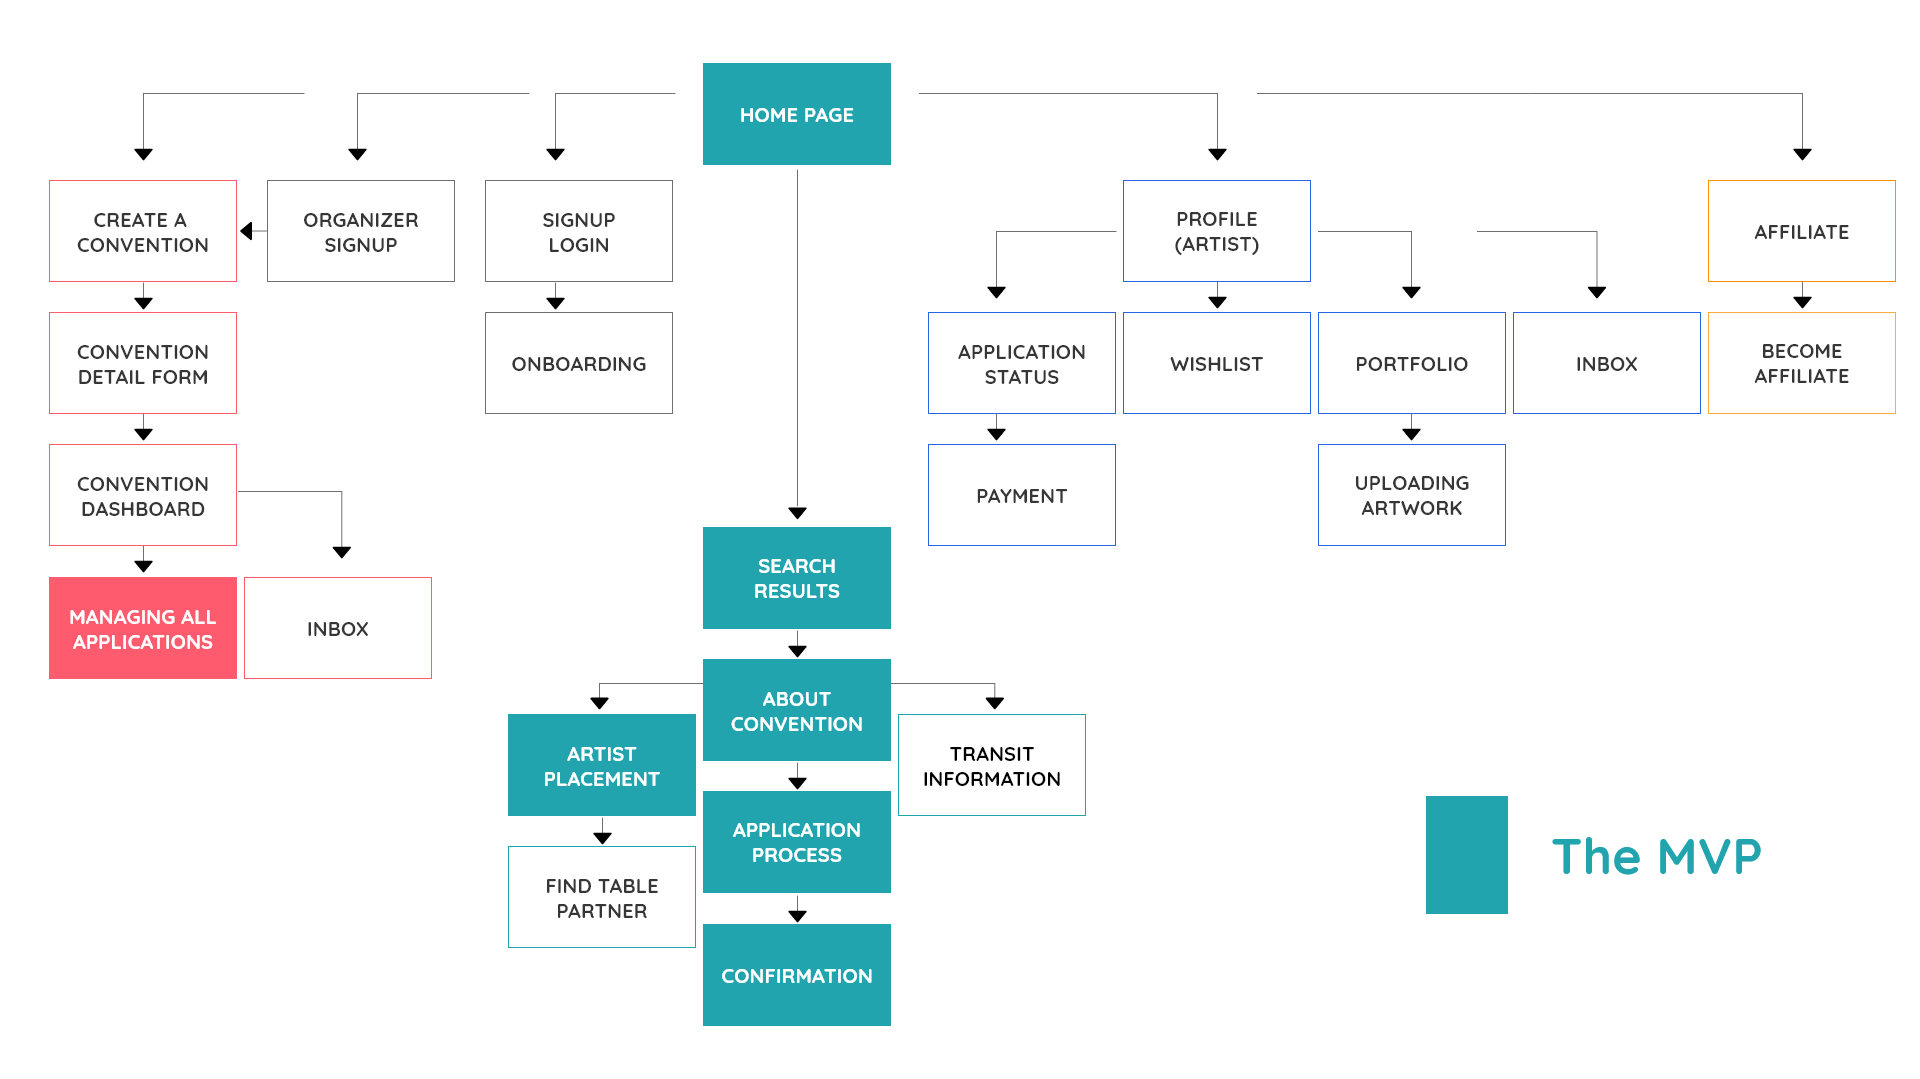 HOME PAGE
CREATE A
CONVENTION
ORGANIZER
SIGNUP
SIGNUP
LOGIN
PROFILE
(ARTIST)
AFFILIATE
CONVENTION
DETAIL FORM
ONBOARDING
APPLICATION
STATUS
WISHLIST
PORTFOLIO
INBOX
BECOME
AFFILIATE
CONVENTION
DASHBOARD
PAYMENT
UPLOADING
ARTWORK
SEARCH
RESULTS
MANAGING ALL
APPLICATIONS
INBOX
ABOUT
CONVENTION
ARTIST
PLACEMENT
TRANSIT
INFORMATION
APPLICATION
PROCESS
The MVP
FIND TABLE
PARTNER
CONFIRMATION